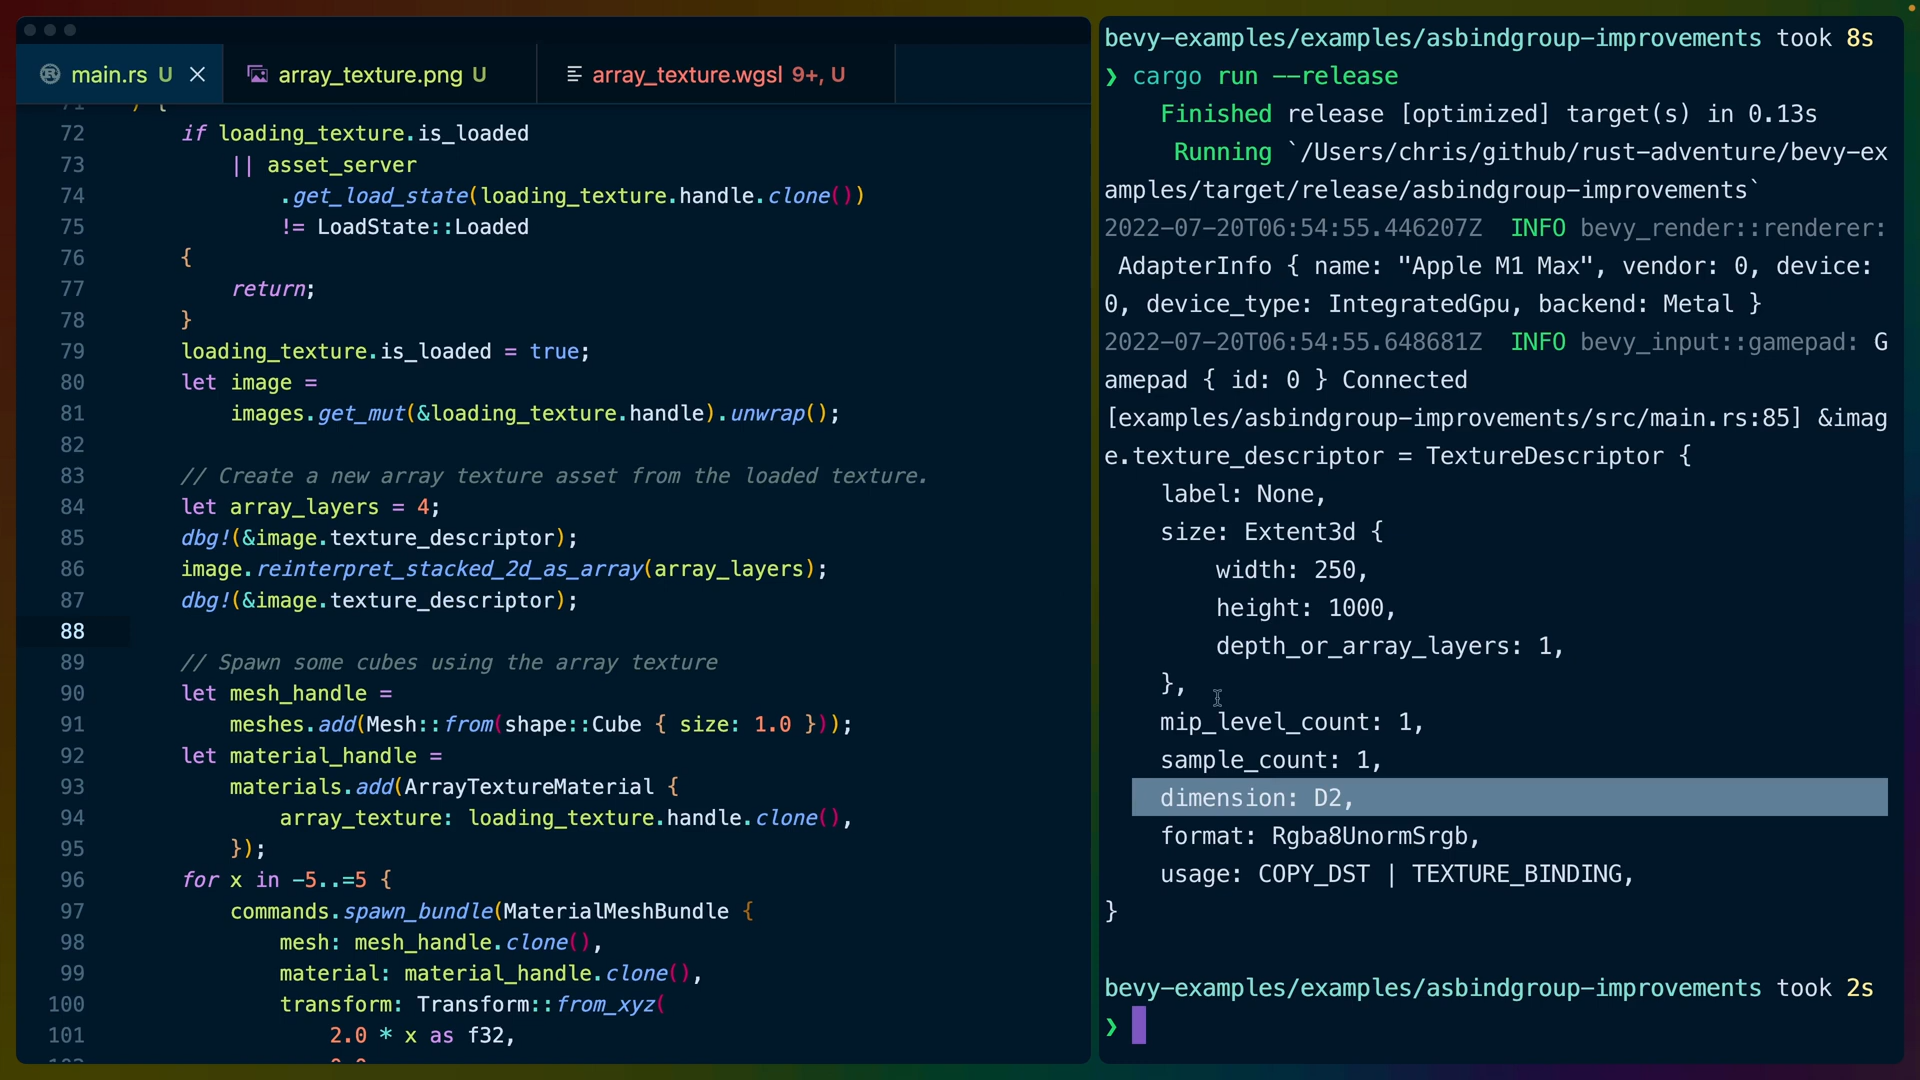 main.rs U ×
array_texture.png U
array_texture.wgsl 9+, U
71 ) {
72 if loading_texture.is_loaded
73 || asset_server
74 .get_load_state(loading_texture.handle.clone())
75 != LoadState::Loaded
76 {
77 return;
78 }
79 loading_texture.is_loaded = true;
80 let image =
81 images.get_mut(&loading_texture.handle).unwrap();
82
83 // Create a new array texture asset from the loaded texture.
84 let array_layers = 4;
85 dbg!(&image.texture_descriptor);
86 image.reinterpret_stacked_2d_as_array(array_layers);
87 dbg!(&image.texture_descriptor);
88
89 // Spawn some cubes using the array texture
90 let mesh_handle =
91 meshes.add(Mesh::from(shape::Cube { size: 1.0 }));
92 let material_handle =
93 materials.add(ArrayTextureMaterial {
94 array_texture: loading_texture.handle.clone(),
95 });
96 for x in -5..=5 {
97 commands.spawn_bundle(MaterialMeshBundle {
98 mesh: mesh_handle.clone(),
99 material: material_handle.clone(),
100 transform: Transform::from_xyz(
101 2.0 * x as f32,
bevy-examples/examples/asbindgroup-improvements took 8s
❯ cargo run --release
Finished release [optimized] target(s) in 0.13s
Running `/Users/chris/github/rust-adventure/bevy-ex
amples/target/release/asbindgroup-improvements`
2022-07-20T06:54:55.446207Z INFO bevy_render::renderer:
AdapterInfo { name: "Apple M1 Max", vendor: 0, device:
0, device_type: IntegratedGpu, backend: Metal }
2022-07-20T06:54:55.648681Z INFO bevy_input::gamepad: G
amepad { id: 0 } Connected
[examples/asbindgroup-improvements/src/main.rs:85] &imag
e.texture_descriptor = TextureDescriptor {
label: None,
size: Extent3d {
width: 250,
height: 1000,
depth_or_array_layers: 1,
},
mip_level_count: 1,
sample_count: 1,
dimension: D2,
format: Rgba8UnormSrgb,
usage: COPY_DST | TEXTURE_BINDING,
}
bevy-examples/examples/asbindgroup-improvements took 2s
❯